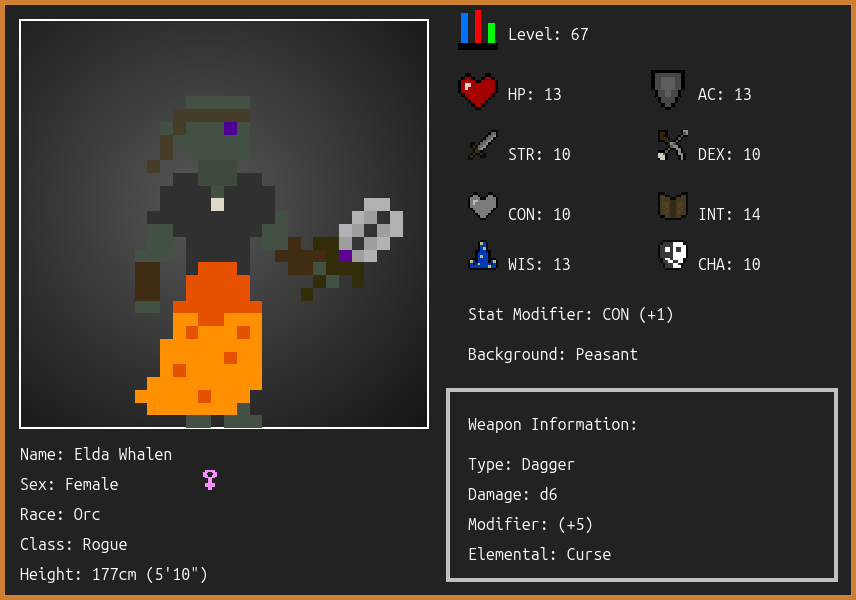 Level: 67
HP: 13
AC: 13
STR: 10
DEX: 10
CON: 10
INT: 14
WIS: 13
CHA: 10
Stat Modifier: CON (+1)
Background: Peasant
Weapon Information:
Type: Dagger
Damage: d6
Modifier: (+5)
Elemental: Curse
Name: Elda Whalen
Sex: Female
Race: Orc
Class: Rogue
Height: 177cm (5'10")